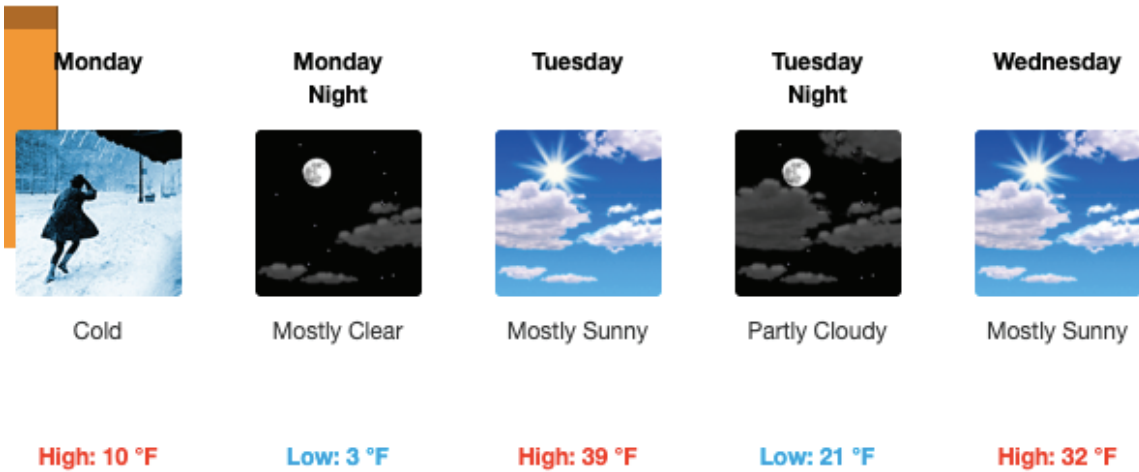 Monday
Monday
Night
Tuesday
Tuesday
Night
Wednesday
Cold
Mostly Clear
Mostly Sunny
Partly Cloudy
Mostly Sunny
High: 10 °F
Low: 3 °F
High: 39 °F
Low: 21 °F
High: 32 °F